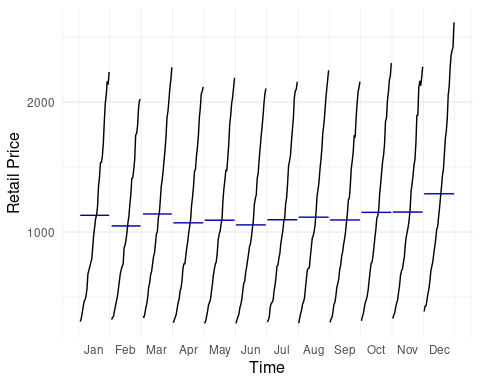 Retail Price
2000
1000
Jan Feb Mar Apr May Jun Jul Aug Sep Oct Nov Dec
Time